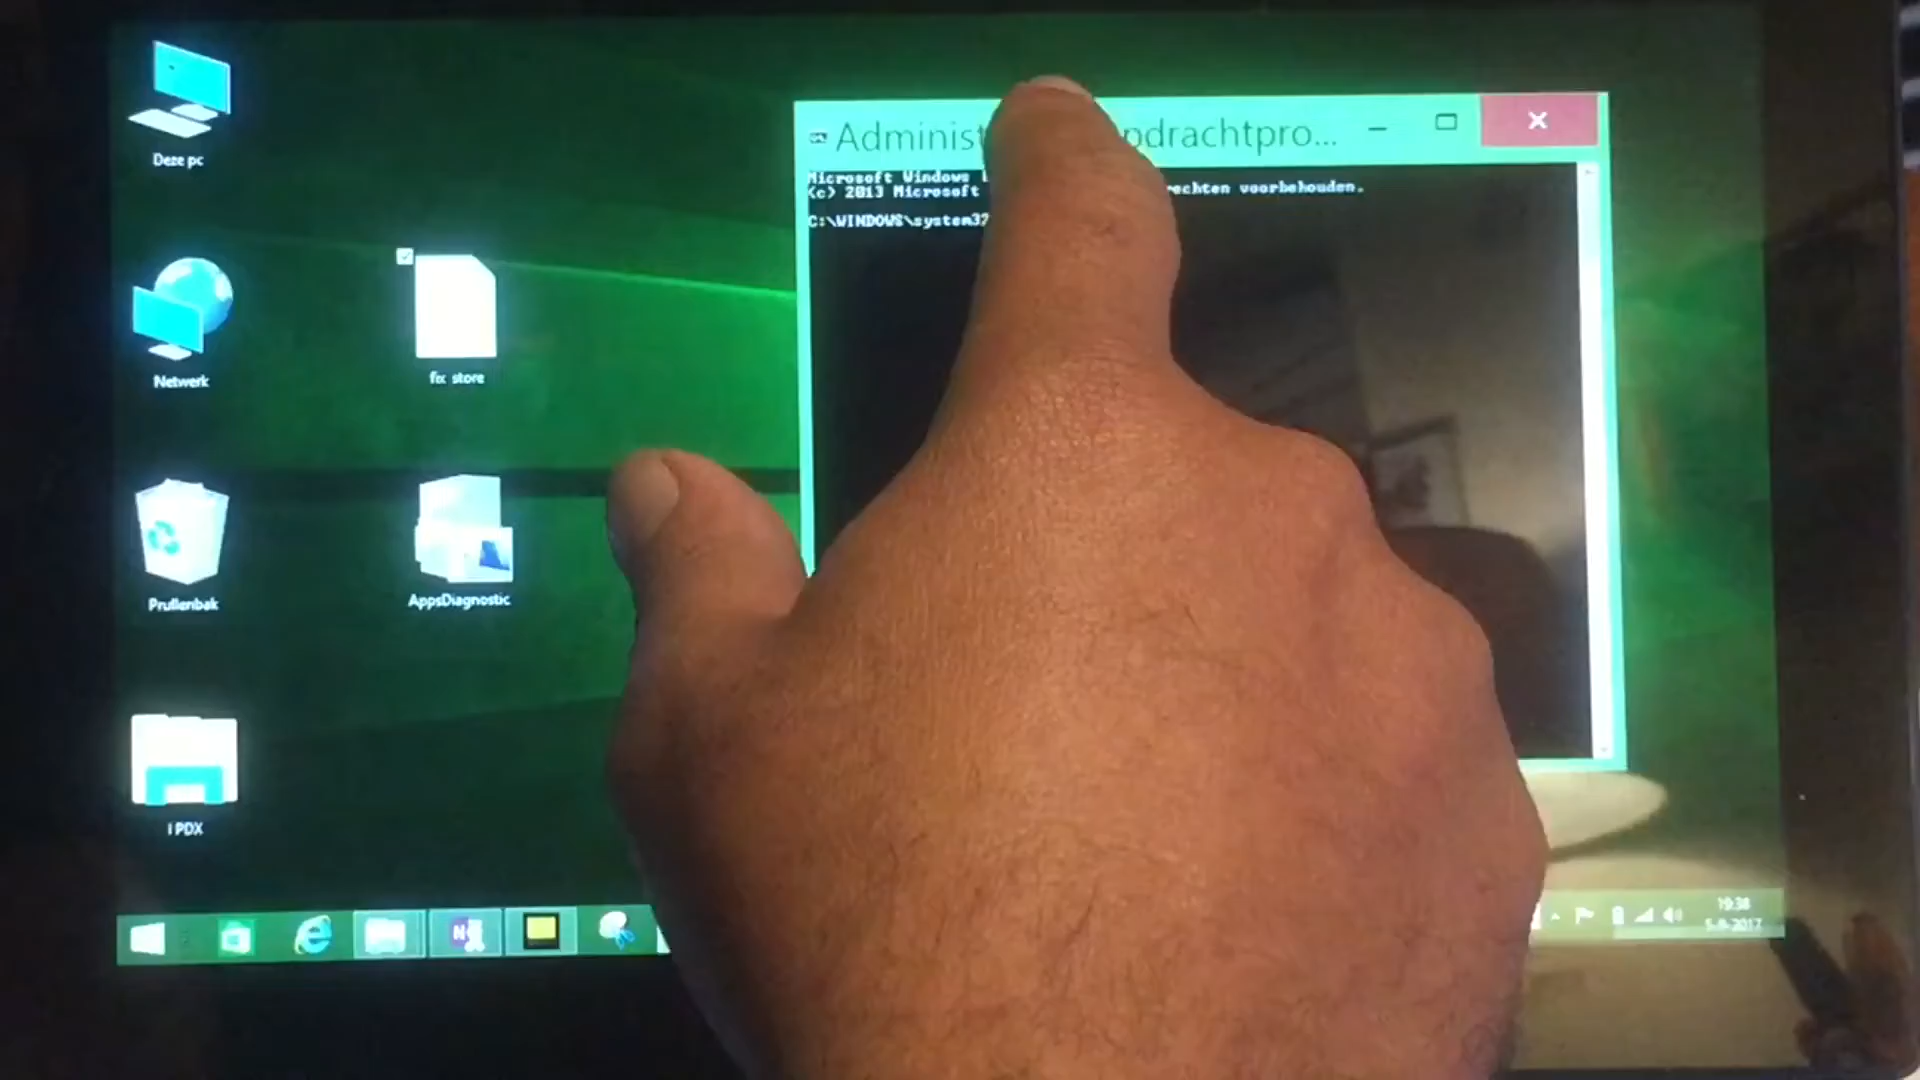 Deze pc
Netwerk
fix store
Prullenbak
AppsDiagnostic
I PDX
Administ pdrachtpro...
Microsoft Windows
(c) 2013 Microsoft rechten voorbehouden.
C:\WINDOWS\system32
19:38